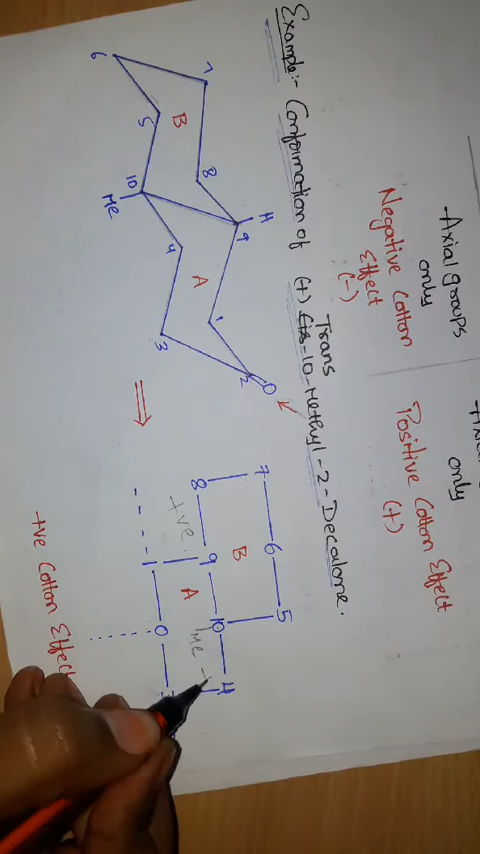 Axial groups
only
Negative Cotton
Effect
(-)
only
Positive Cotton Effect
(+)
Example:- Conformation of (+) Trans-10-Methyl-2-Decalone.
6
7
5
B
8
10
Me
H
9
4
A
1
3
2
O
⇒
7
8
6
B
5
+ve
9
10
1
A
Me
4
O
+ve Cotton Effect